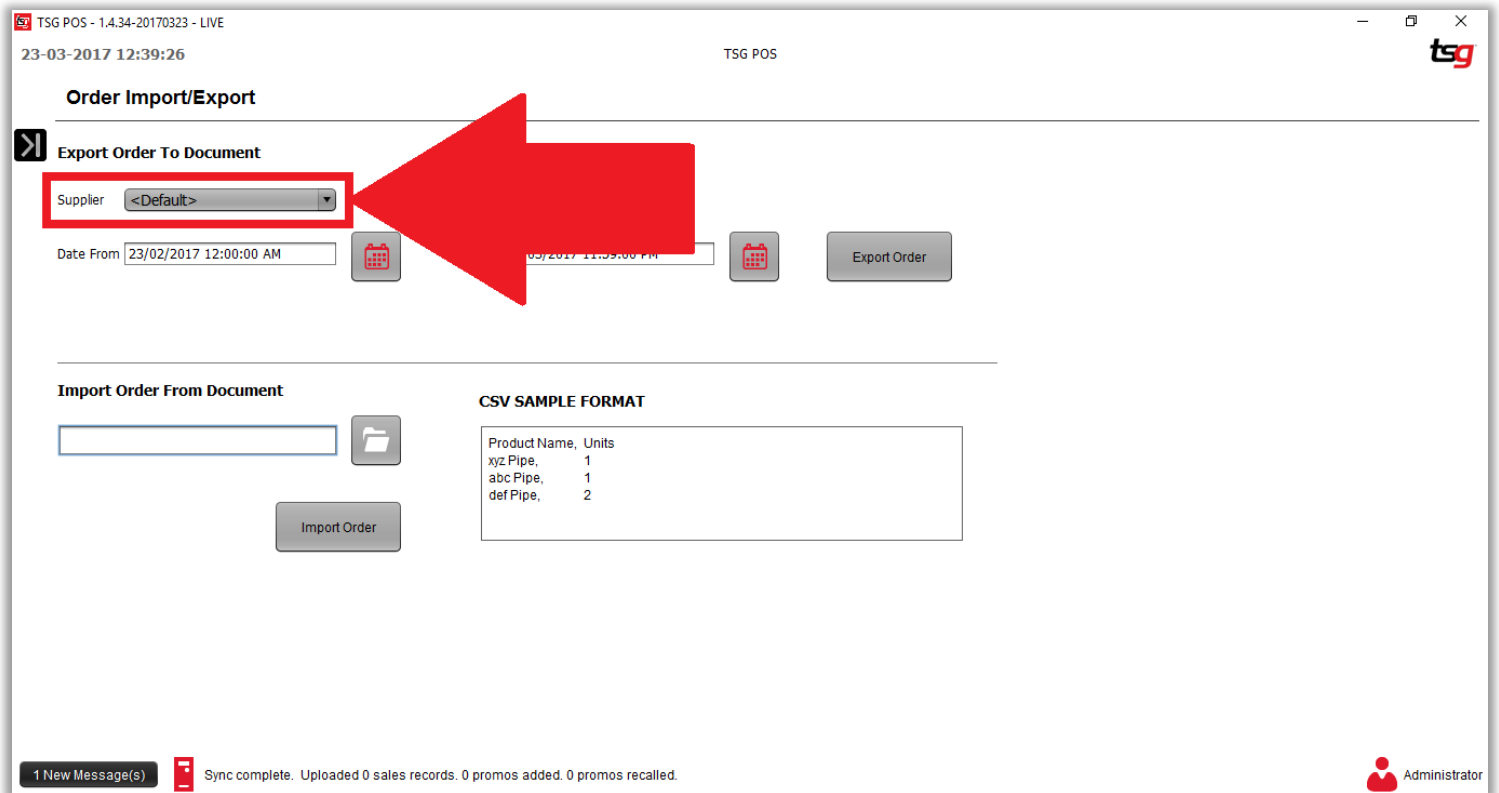 TSG POS - 1.4.34-20170323 - LIVE
23-03-2017 12:39:26
TSG POS
tsg
Order Import/Export
Export Order To Document
Supplier <Default>
Date From 23/02/2017 12:00:00 AM
Export Order
Import Order From Document
CSV SAMPLE FORMAT
Product Name, Units
xyz Pipe, 1
abc Pipe, 1
def Pipe, 2
Import Order
1 New Message(s)
Sync complete. Uploaded 0 sales records. 0 promos added. 0 promos recalled.
Administrator